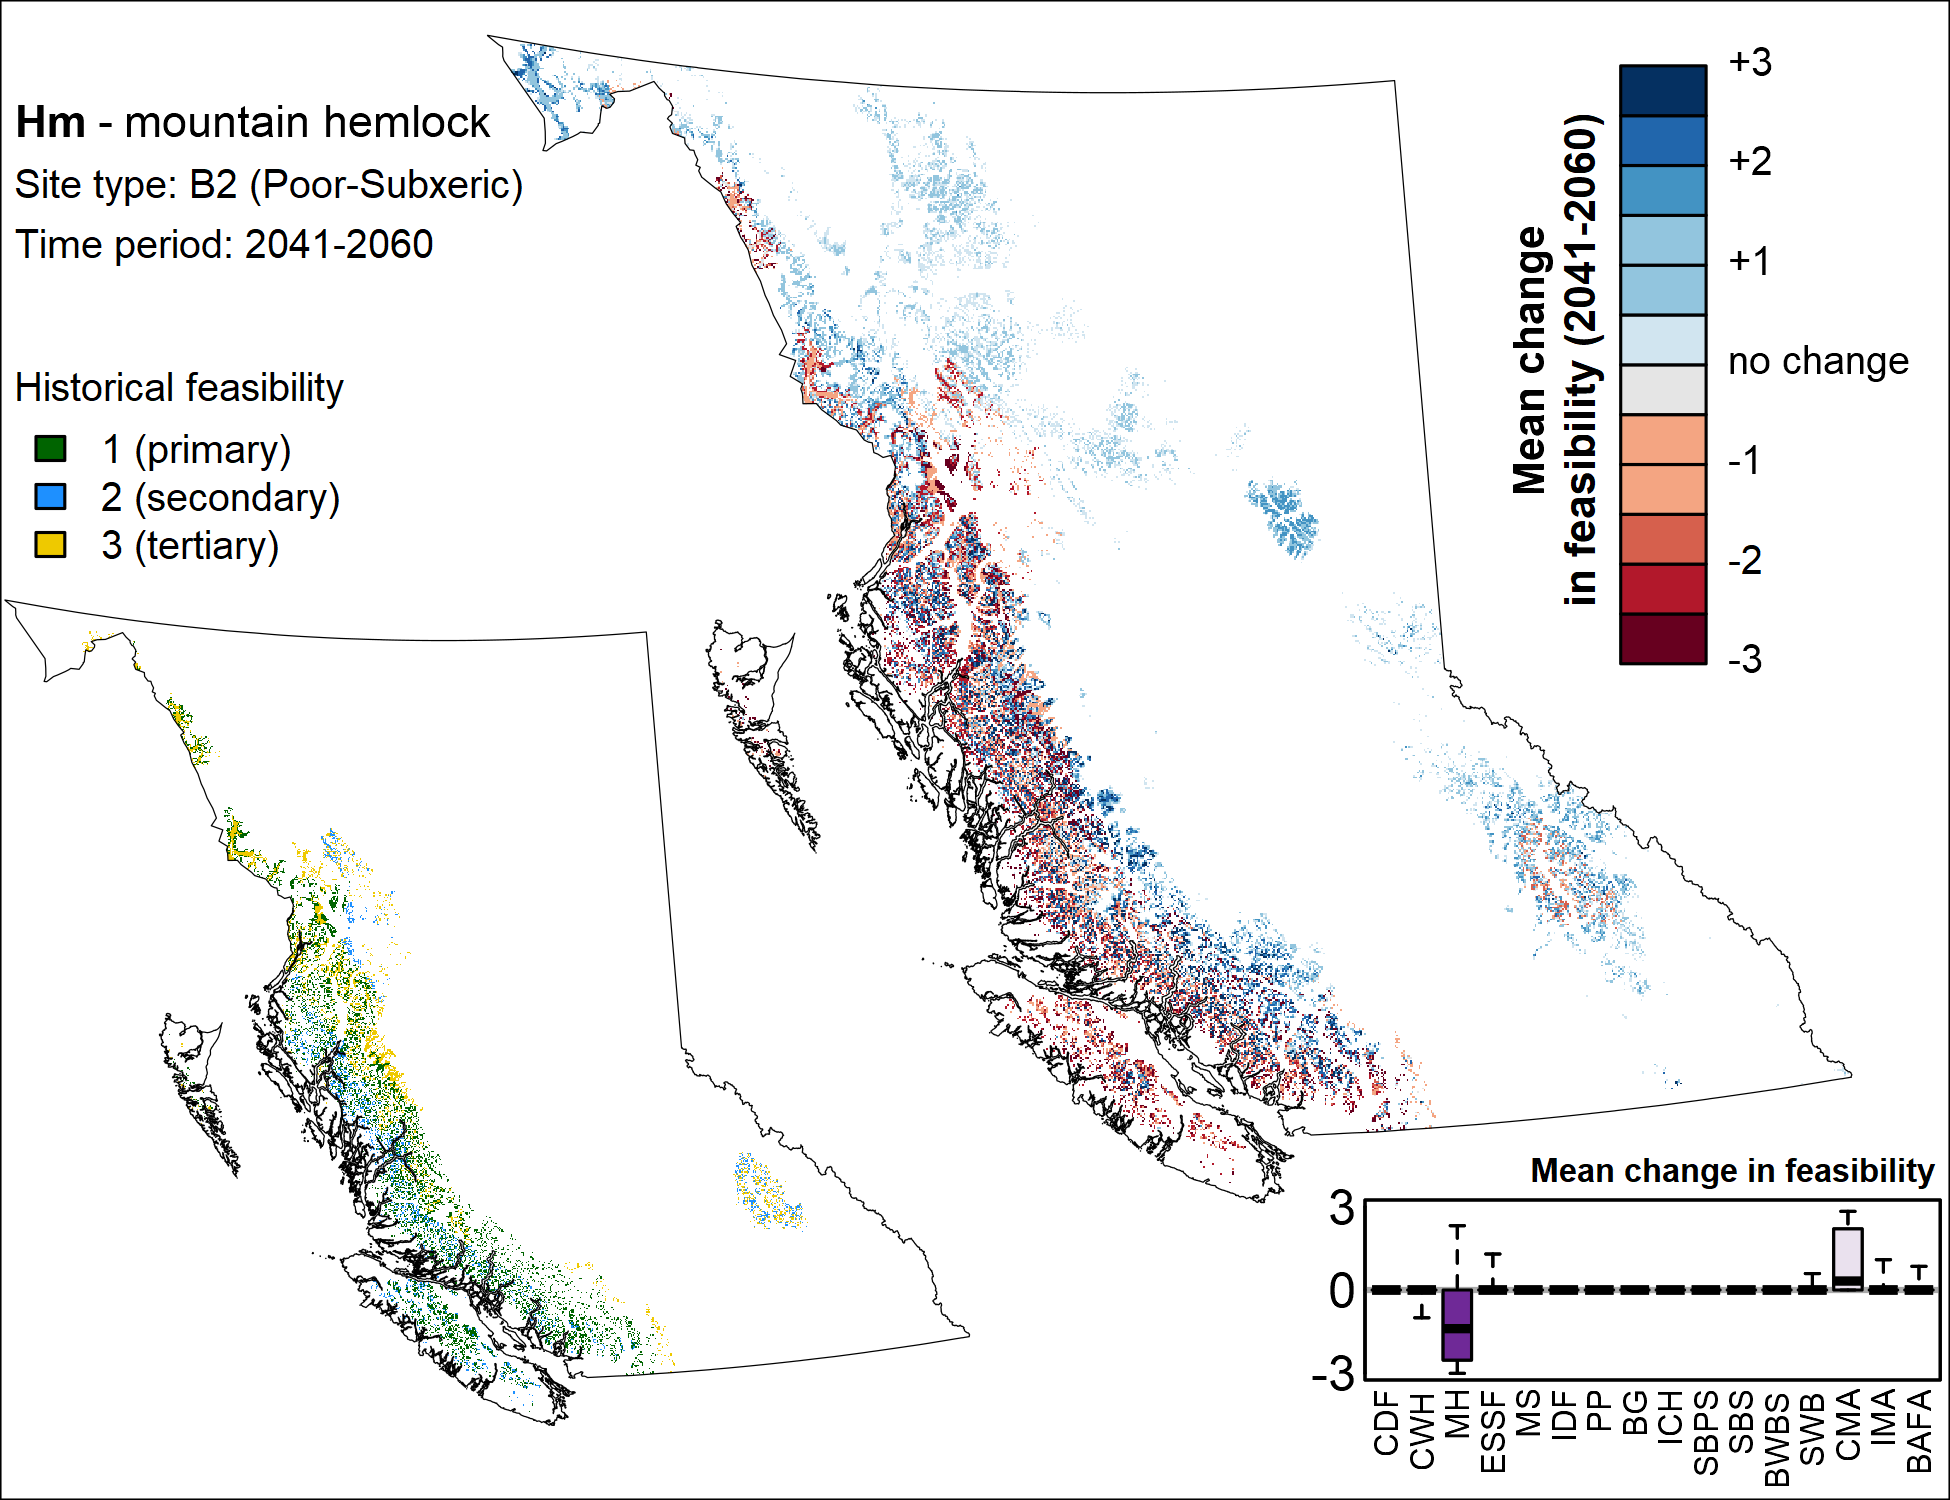 Hm - mountain hemlock
Site type: B2 (Poor-Subxeric)
Time period: 2041-2060
Historical feasibility
1 (primary)
2 (secondary)
3 (tertiary)
Mean change
in feasibility (2041-2060)
+3
+2
+1
no change
-1
-2
-3
Mean change in feasibility
3
0
-3
CDF
CWH
MH
ESSF
MS
IDF
PP
BG
ICH
SBPS
SBS
BWBS
SWB
CMA
IMA
BAFA